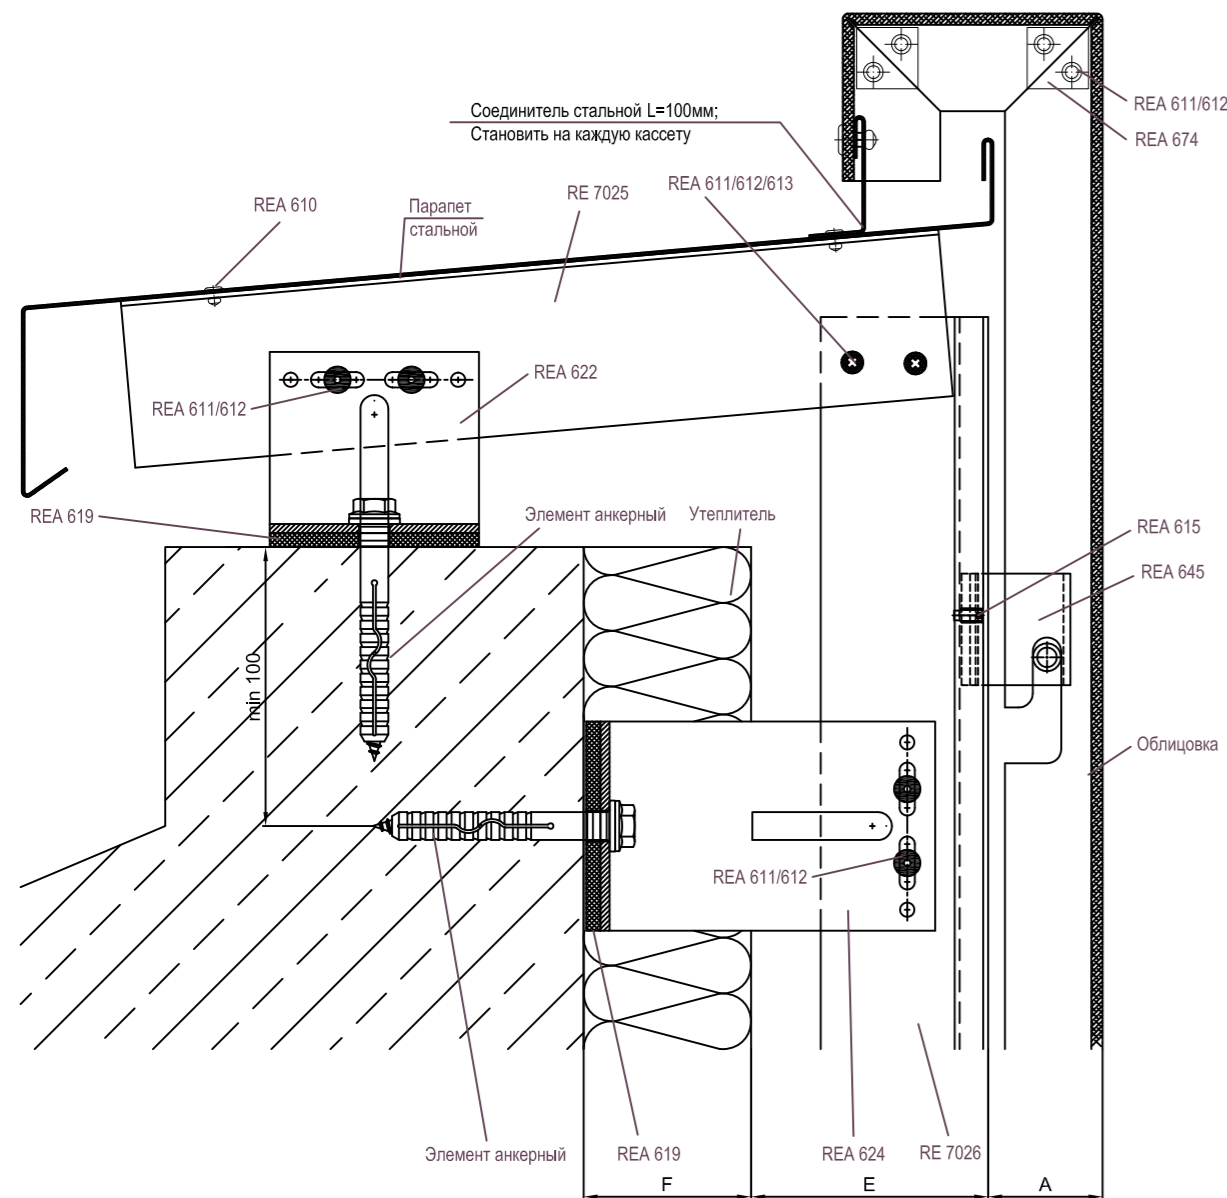 Соединитель стальной L=100мм;
Становить на каждую кассету
REA 611/612
REA 674
REA 610
Парапет
стальной
RE 7025
REA 611/612/613
REA 622
REA 611/612
REA 619
Элемент анкерный
Утеплитель
REA 615
REA 645
min 100
Облицовка
REA 611/612
Элемент анкерный
REA 619
REA 624
RE 7026
F
E
A